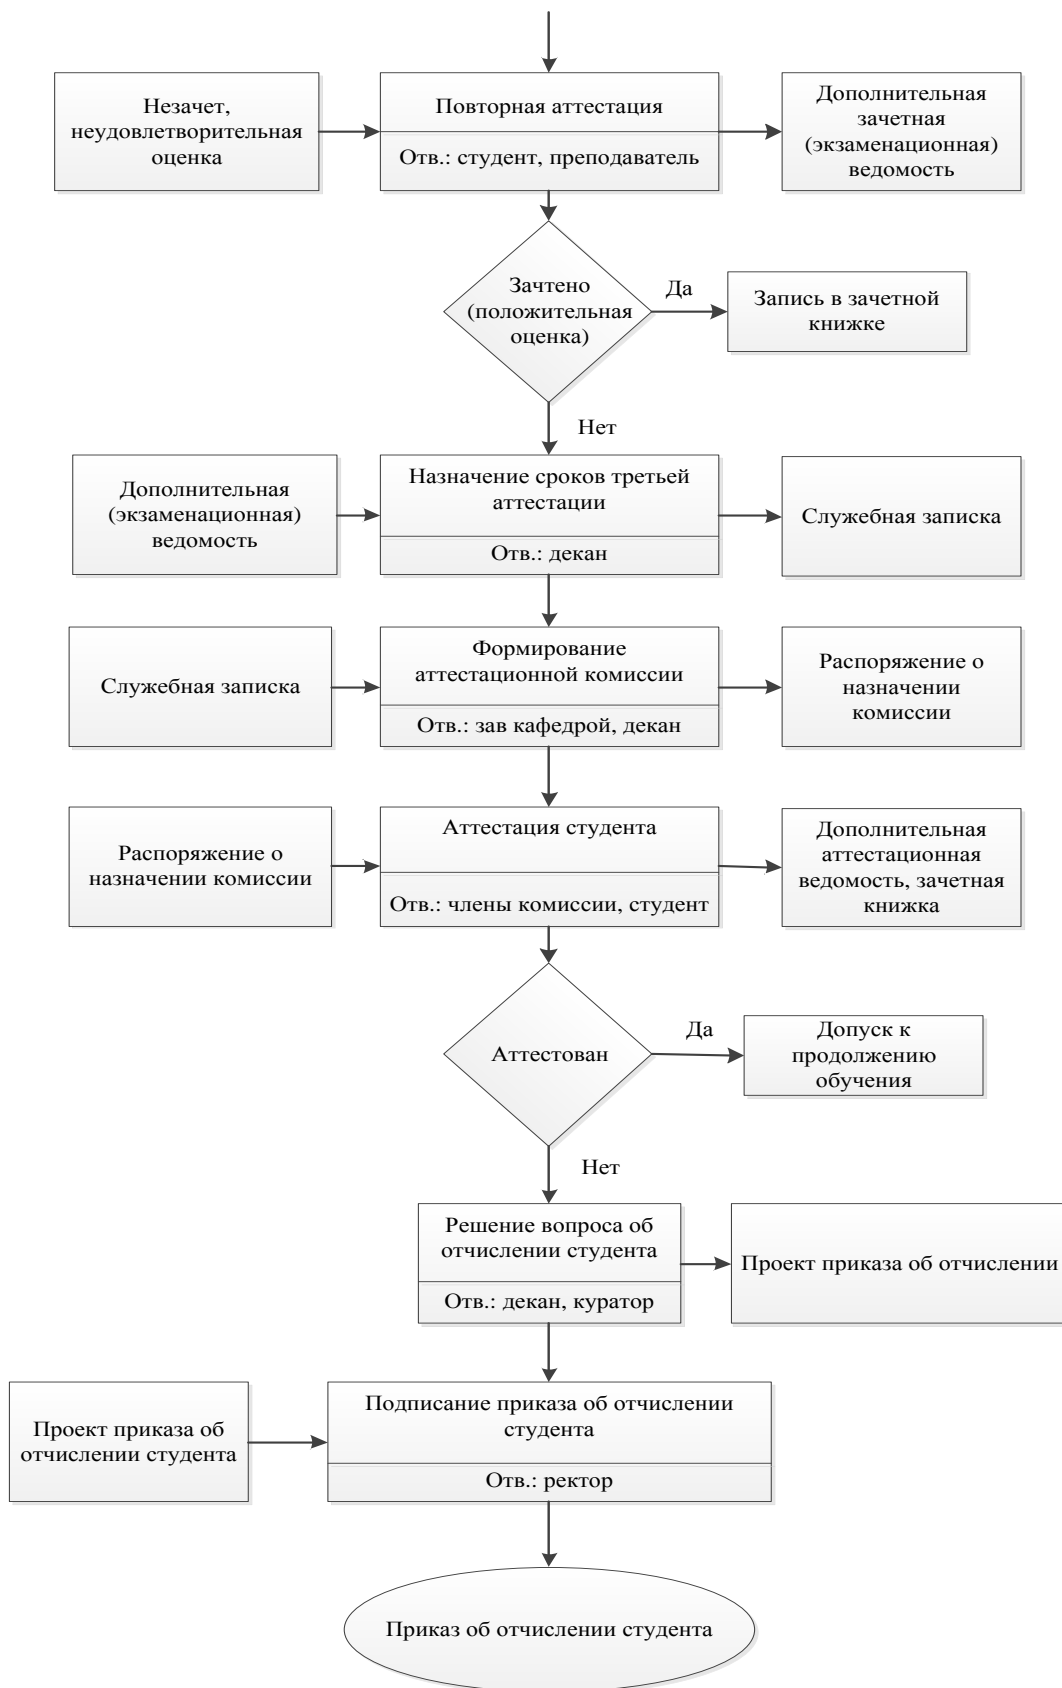 Незачет,
неудовлетворительная
оценка
Повторная аттестация
Отв.: студент, преподаватель
Дополнительная
зачетная
(экзаменационная)
ведомость
Зачтено
(положительная
оценка)
Да
Запись в зачетной
книжке
Нет
Дополнительная
(экзаменационная)
ведомость
Назначение сроков третьей
аттестации
Отв.: декан
Служебная записка
Служебная записка
Формирование
аттестационной комиссии
Отв.: зав кафедрой, декан
Распоряжение о
назначении
комиссии
Распоряжение о
назначении комиссии
Аттестация студента
Отв.: члены комиссии, студент
Дополнительная
аттестационная
ведомость, зачетная
книжка
Аттестован
Да
Допуск к
продолжению
обучения
Нет
Решение вопроса об
отчислении студента
Отв.: декан, куратор
Проект приказа об отчислении
Проект приказа об
отчислении студента
Подписание приказа об отчислении
студента
Отв.: ректор
Приказ об отчислении студента